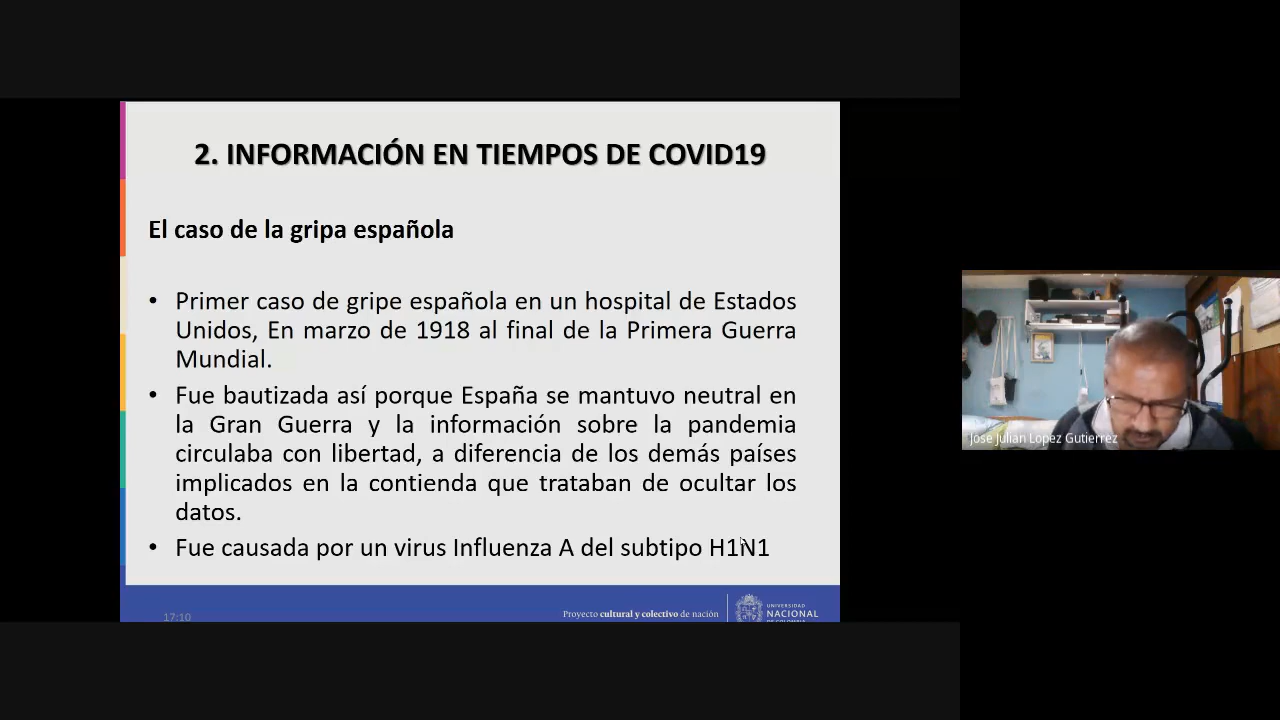 2. INFORMACIÓN EN TIEMPOS DE COVID19
El caso de la gripa española
• Primer caso de gripe española en un hospital de Estados
Unidos, En marzo de 1918 al final de la Primera Guerra
Mundial.
• Fue bautizada así porque España se mantuvo neutral en
la Gran Guerra y la información sobre la pandemia
circulaba con libertad, a diferencia de los demás países
implicados en la contienda que trataban de ocultar los
datos.
• Fue causada por un virus Influenza A del subtipo H1N1
17:10
Proyecto cultural y colectivo de nación
UNIVERSIDAD
NACIONAL
DE COLOMBIA
Jose Julian Lopez Gutierrez